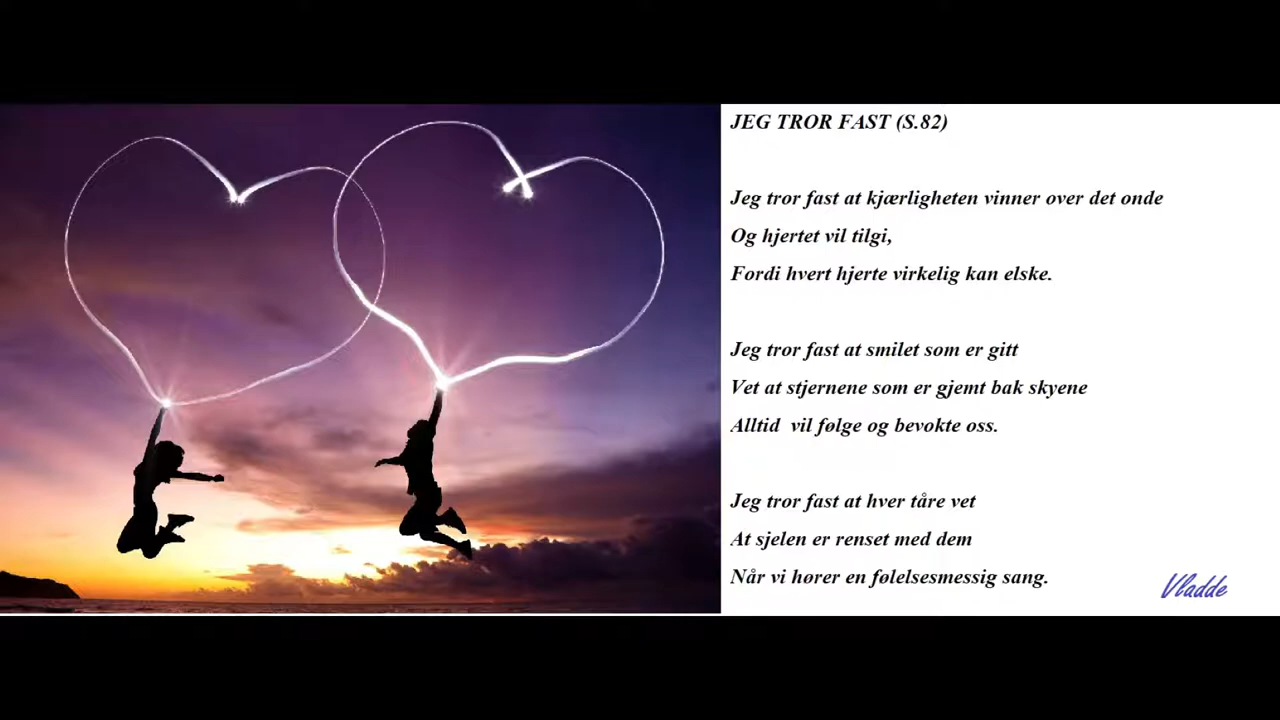 JEG TROR FAST (S.82)
Jeg tror fast at kjærligheten vinner over det onde
Og hjertet vil tilgi,
Fordi hvert hjerte virkelig kan elske.
Jeg tror fast at smilet som er gitt
Vet at stjernene som er gjemt bak skyene
Alltid  vil følge og bevokte oss.
Jeg tror fast at hver tåre vet
At sjelen er renset med dem
Når vi hører en følelsesmessig sang.
Vladde